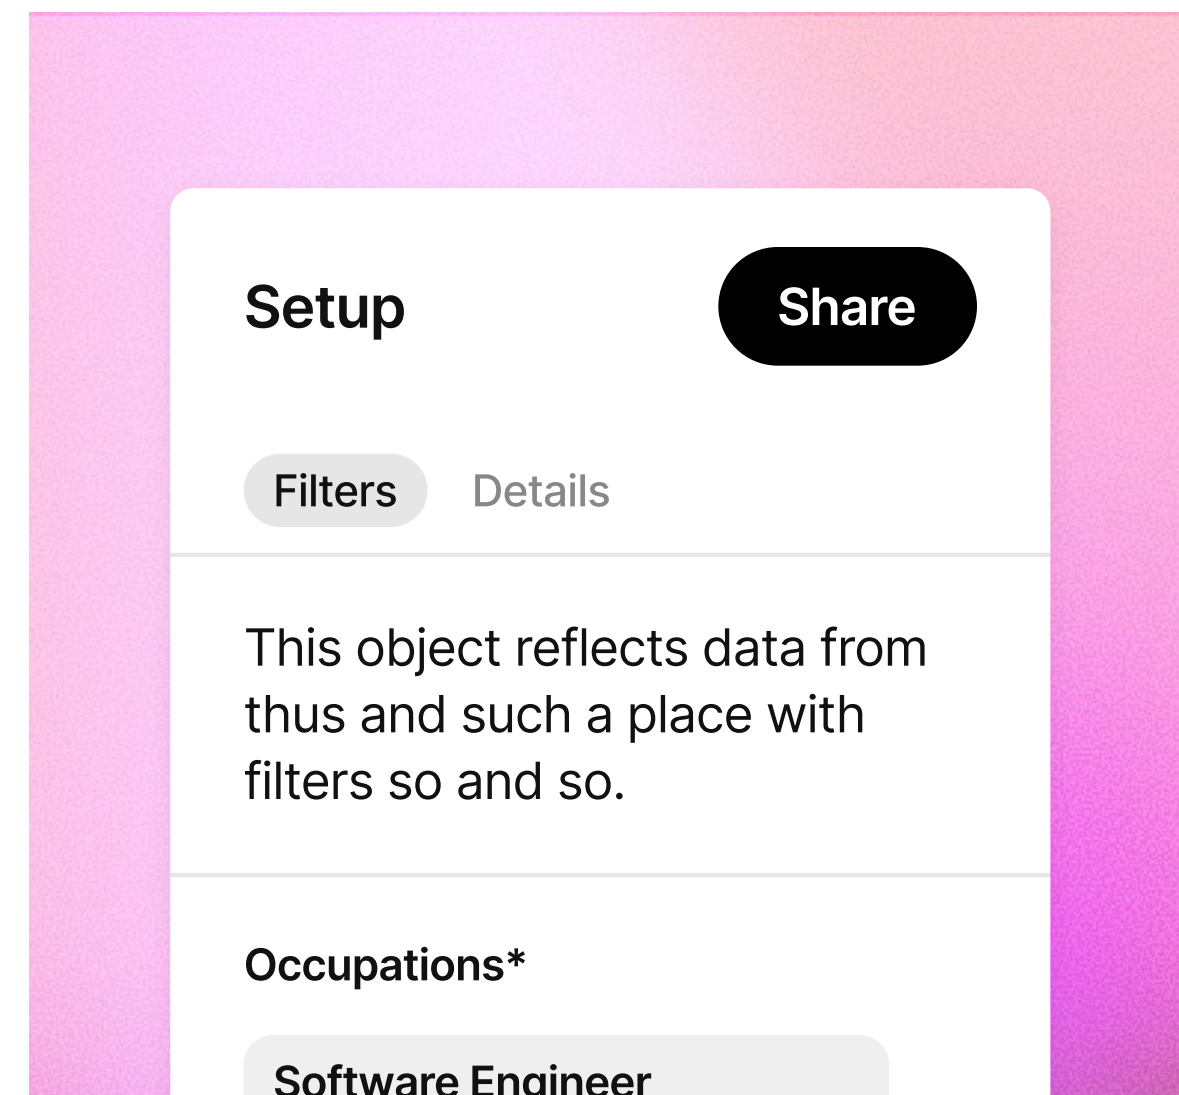 Setup
Share
Filters
Details
This object reflects data from
thus and such a place with
filters so and so.
Occupations*
Software Engineer